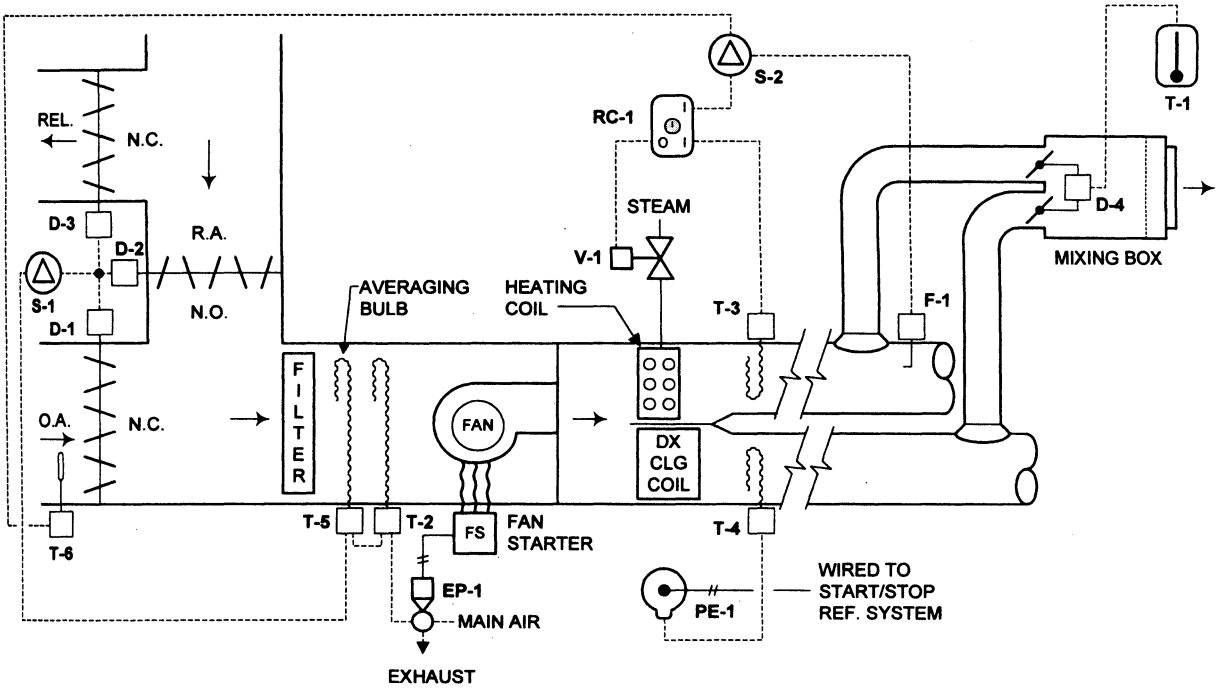 S-2
T-1
RC-1
REL.
N.C.
STEAM
D-3
D-2
R.A.
D-4
V-1
MIXING BOX
S-1
N.O.
D-1
AVERAGING
BULB
HEATING
COIL
T-3
F-1
FILTER
O.A.
N.C.
FAN
DX
CLG
COIL
T-5
T-2
FS
FAN
STARTER
T-4
T-6
EP-1
MAIN AIR
PE-1
WIRED TO
START/STOP
REF. SYSTEM
EXHAUST